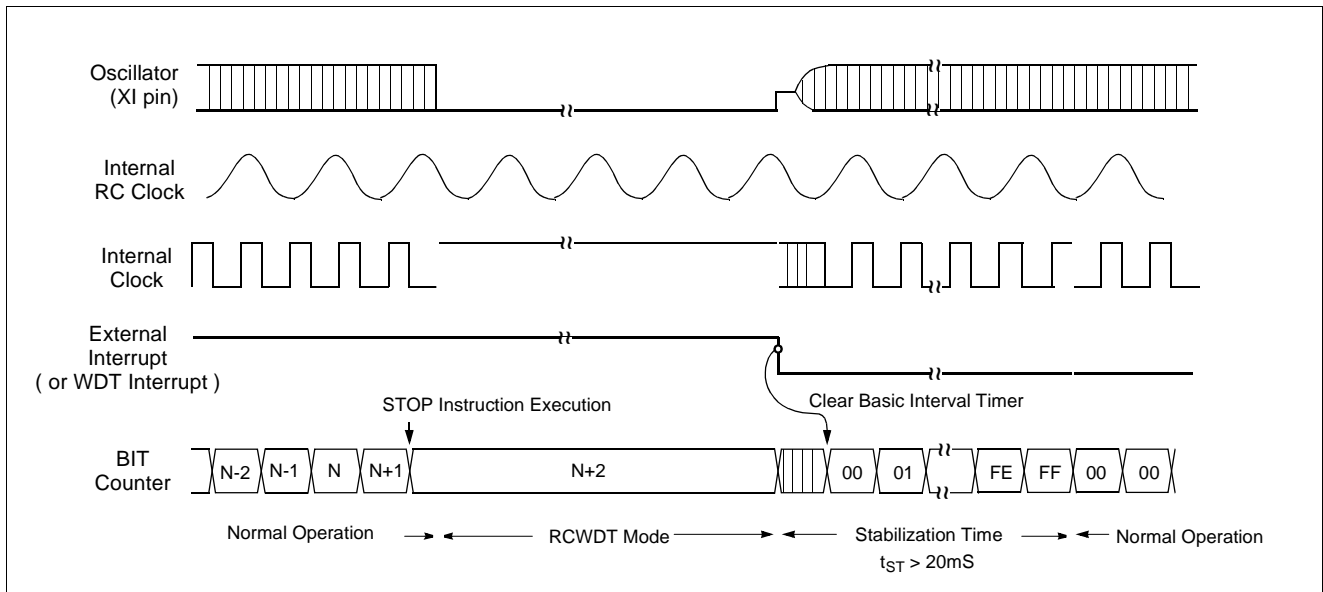 Oscillator
(XI pin)
Internal
RC Clock
Internal
Clock
External
Interrupt
( or WDT Interrupt )
STOP Instruction Execution
Clear Basic Interval Timer
BIT
Counter
N-2 N-1 N N+1 N+2 00 01 FE FF 00 00
Normal Operation RCWDT Mode Stabilization Time Normal Operation
tST > 20mS